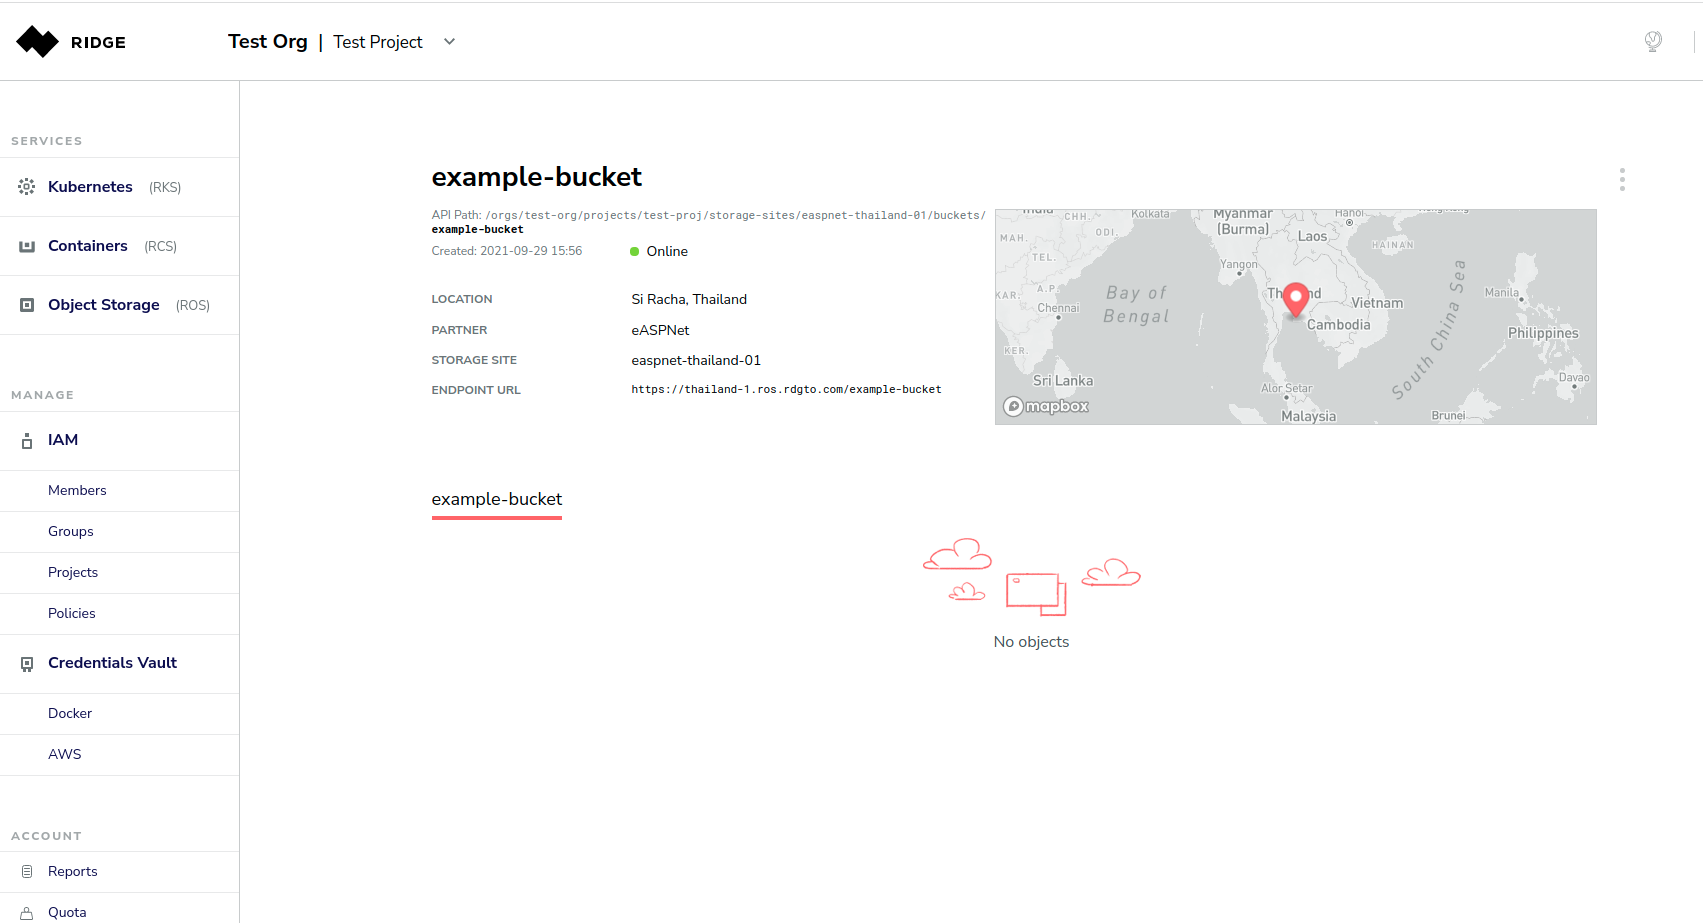 RIDGE
Test Org | Test Project
SERVICES
Kubernetes (RKS)
Containers (RCS)
Object Storage (ROS)
MANAGE
IAM
Members
Groups
Projects
Policies
Credentials Vault
Docker
AWS
ACCOUNT
Reports
Quota
example-bucket
API Path: /orgs/test-org/projects/test-proj/storage-sites/easpnet-thailand-01/buckets/
example-bucket
Created: 2021-09-29 15:56 Online
LOCATION Si Racha, Thailand
PARTNER eASPNet
STORAGE SITE easpnet-thailand-01
ENDPOINT URL https://thailand-1.ros.rdgto.com/example-bucket
CHH.
Kolkata
Myanmar
(Burma)
Hanoi
MAH.
ODI.
Laos
HAINAN
TEL.
Yangon
KAR.
A.P.
Chennai
Bay of
Bengal
Vietnam
Cambodia
South China Sea
Manila
Philippines
KER.
Sri Lanka
Alor Setar
Davao
mapbox
Malaysia
Brunei
example-bucket
No objects